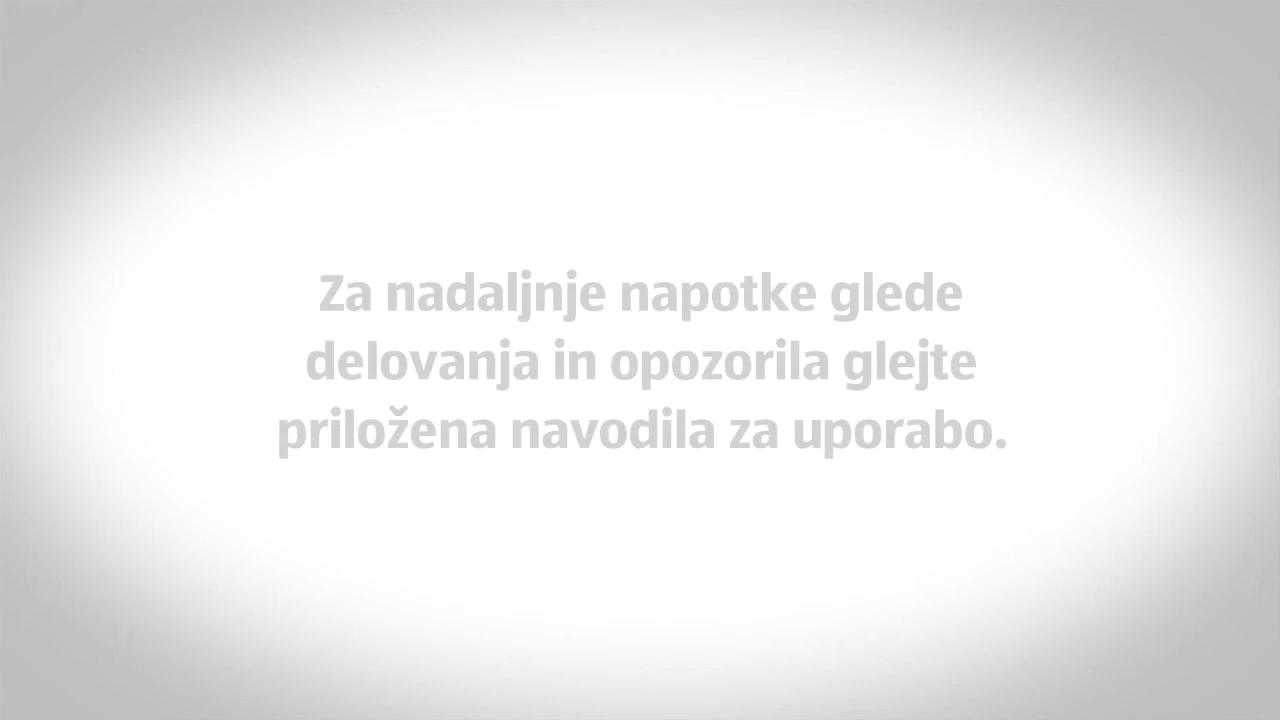 Za nadaljnje napotke glede
delovanja in opozorila glejte
priložena navodila za uporabo.